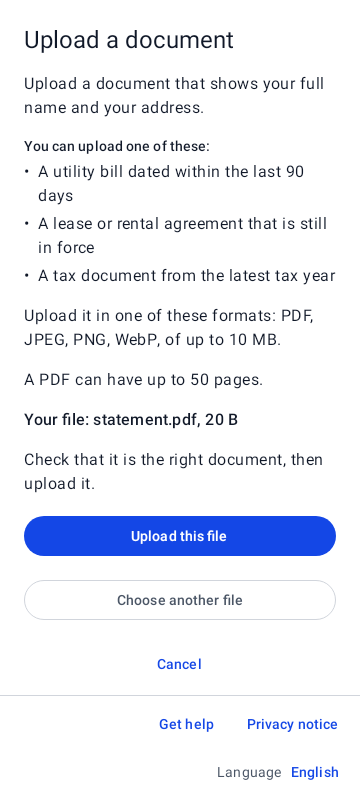 Upload a document
Upload a document that shows your full
name and your address.
You can upload one of these:
• A utility bill dated within the last 90
days
• A lease or rental agreement that is still
in force
• A tax document from the latest tax year
Upload it in one of these formats: PDF,
JPEG, PNG, WebP, of up to 10 MB.
A PDF can have up to 50 pages.
Your file: statement.pdf, 20 B
Check that it is the right document, then
upload it.
Upload this file
Choose another file
Cancel
Get help Privacy notice
Language English